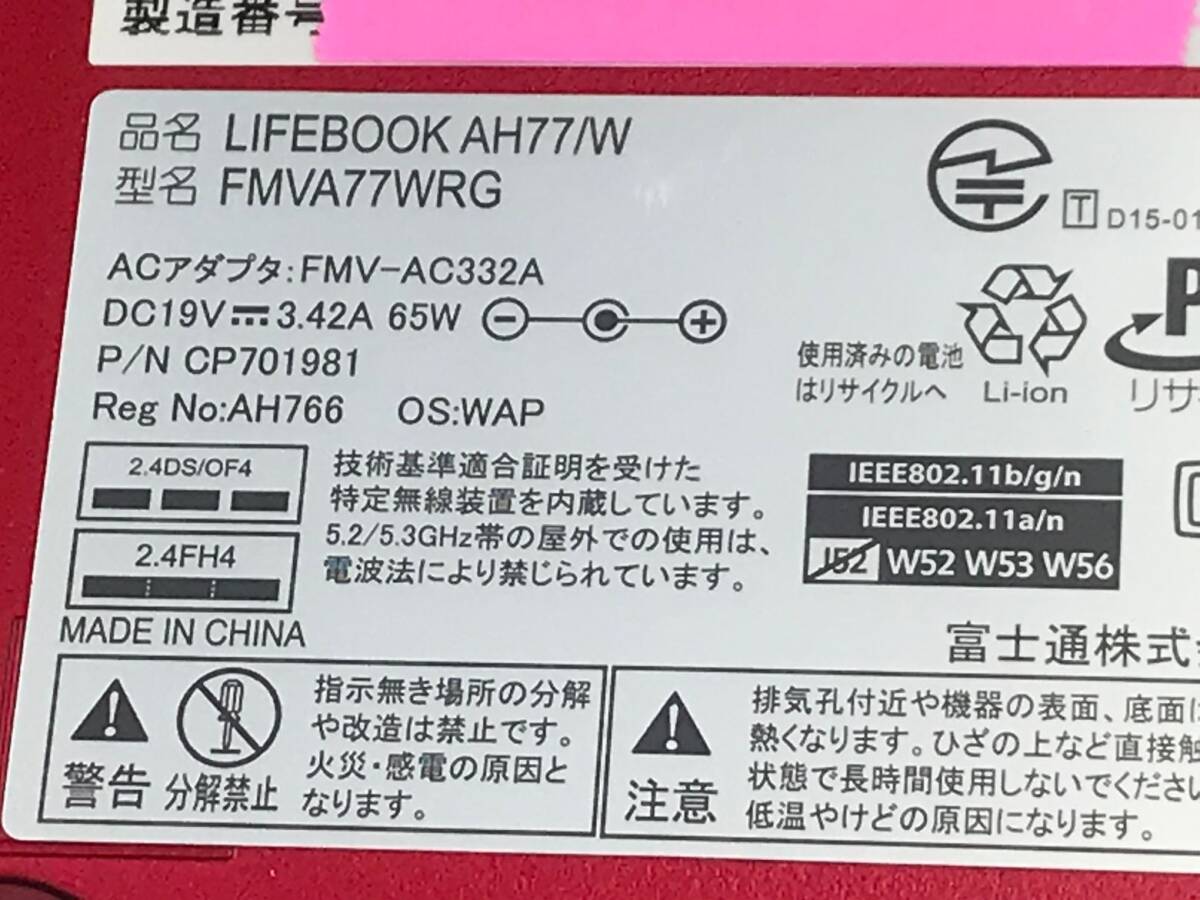 製造番号
品名 LIFEBOOK AH77/W
型名 FMVA77WRG
ACアダプタ:FMV-AC332A
DC19V 3.42A 65W
P/N CP701981
Reg No:AH766 OS:WAP
T D15-01
使用済みの電池
はリサイクルへ
Li-ion
リサ
2.4DS/OF4
2.4FH4
技術基準適合証明を受けた
特定無線装置を内蔵しています。
5.2/5.3GHz帯の屋外での使用は、
電波法により禁じられています。
IEEE802.11b/g/n
IEEE802.11a/n
J52 W52 W53 W56
MADE IN CHINA
富士通株式
警告
分解禁止
指示無き場所の分解
や改造は禁止です。
火災・感電の原因と
なります。
注意
排気孔付近や機器の表面、底面は
熱くなります。ひざの上など直接触
状態で長時間使用しないでください
低温やけどの原因になります。